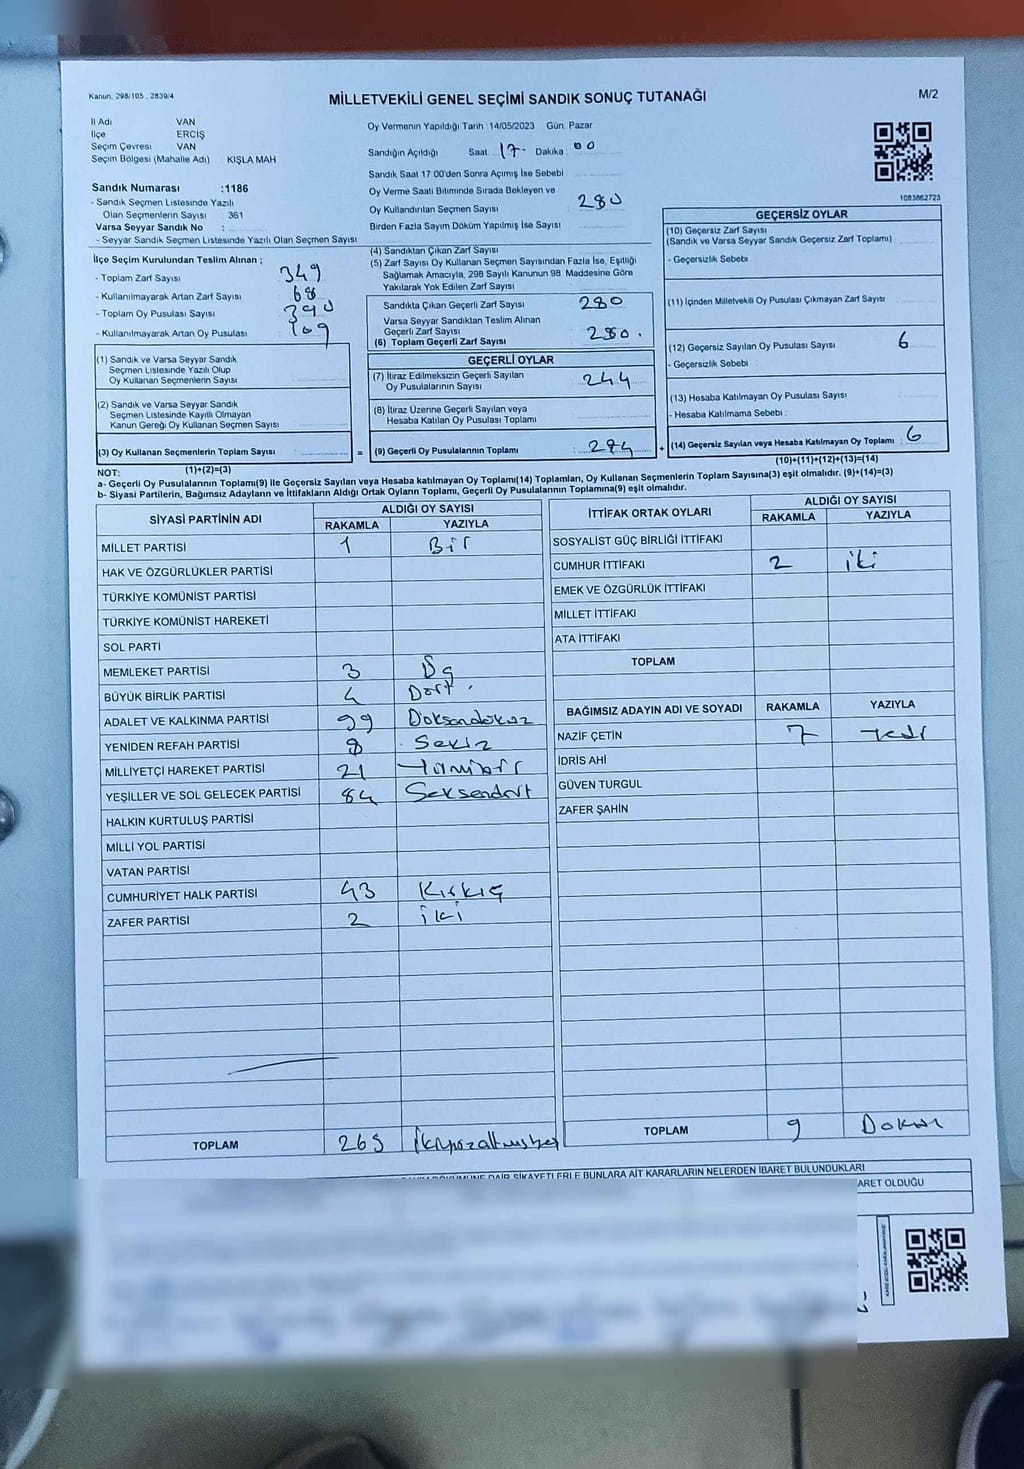 Kanun, 298/105 , 2839/4
MİLLETVEKİLİ GENEL SEÇİMİ SANDIK SONUÇ TUTANAĞI
M/2
İl Adı VAN
İlçe ERCİŞ
Seçim Çevresi VAN
Seçim Bölgesi (Mahalle Adı) KIŞLA MAH
Sandık Numarası :1186
- Sandık Seçmen Listesinde Yazılı
Olan Seçmenlerin Sayısı : 361
Varsa Seyyar Sandık No :
- Seyyar Sandık Seçmen Listesinde Yazılı Olan Seçmen Sayısı
Oy Vermenin Yapıldığı Tarih :14/05/2023 Gün: Pazar
Sandığın Açıldığı Saat 17 Dakika 00
Sandık Saat 17.00'den Sonra Açımış İse Sebebi
Oy Verme Saati Bitiminde Sırada Bekleyen ve
Oy Kullandırılan Seçmen Sayısı 280
Birden Fazla Sayım Döküm Yapılmış İse Sayısı
1083862723
İlçe Seçim Kurulundan Teslim Alınan ;
- Toplam Zarf Sayısı 349
- Kullanılmayarak Artan Zarf Sayısı 68
- Toplam Oy Pusulası Sayısı 390
- Kullanılmayarak Artan Oy Pusulası 109
(1) Sandık ve Varsa Seyyar Sandık
Seçmen Listesinde Yazılı Olup
Oy Kullanan Seçmenlerin Sayısı :
(2) Sandık ve Varsa Seyyar Sandık
Seçmen Listesinde Kayıtlı Olmayan
Kanun Gereği Oy Kullanan Seçmen Sayısı :
(3) Oy Kullanan Seçmenlerin Toplam Sayısı :
(1)+(2)=(3)
(4) Sandıktan Çıkan Zarf Sayısı
(5) Zarf Sayısı Oy Kullanan Seçmen Sayısından Fazla İse, Eşitliği
Sağlamak Amacıyla, 298 Sayılı Kanunun 98. Maddesine Göre
Yakılarak Yok Edilen Zarf Sayısı
Sandıkta Çıkan Geçerli Zarf Sayısı 280
Varsa Seyyar Sandıktan Teslim Alınan
Geçerli Zarf Sayısı
(6) Toplam Geçerli Zarf Sayısı 280.
GEÇERLİ OYLAR
(7) İtiraz Edilmeksizin Geçerli Sayılan
Oy Pusulalarının Sayısı 244
(8) İtiraz Üzerine Geçerli Sayılan veya
Hesaba Katılan Oy Pusulası Toplamı
= (9) Geçerli Oy Pusulalarının Toplamı 274
GEÇERSİZ OYLAR
(10) Geçersiz Zarf Sayısı
(Sandık ve Varsa Seyyar Sandık Geçersiz Zarf Toplamı)
- Geçersizlik Sebebi
(11) İçinden Milletvekili Oy Pusulası Çıkmayan Zarf Sayısı
(12) Geçersiz Sayılan Oy Pusulası Sayısı 6
- Geçersizlik Sebebi :
(13) Hesaba Katılmayan Oy Pusulası Sayısı
- Hesaba Katılmama Sebebi :
+ (14) Geçersiz Sayılan veya Hesaba Katılmayan Oy Toplamı : 6
(10)+(11)+(12)+(13)=(14)
NOT:
a- Geçerli Oy Pusulalarının Toplamı(9) ile Geçersiz Sayılan veya Hesaba katılmayan Oy Toplamı(14) Toplamları, Oy Kullanan Seçmenlerin Toplam Sayısına(3) eşit olmalıdır. (9)+(14)=(3)
b- Siyasi Partilerin, Bağımsız Adayların ve İttifakların Aldığı Ortak Oyların Toplamı, Geçerli Oy Pusulalarının Toplamına(9) eşit olmalıdır.
SİYASİ PARTİNİN ADI ALDIĞI OY SAYISI
RAKAMLA YAZIYLA
MİLLET PARTİSİ 1 Bir
HAK VE ÖZGÜRLÜKLER PARTİSİ
TÜRKİYE KOMÜNİST PARTİSİ
TÜRKİYE KOMÜNİST HAREKETİ
SOL PARTİ
MEMLEKET PARTİSİ 3 Üç
BÜYÜK BİRLİK PARTİSİ 4 Dört
ADALET VE KALKINMA PARTİSİ 99 Doksandokuz
YENİDEN REFAH PARTİSİ 8 Sekiz
MİLLİYETÇİ HAREKET PARTİSİ 21 Yirmibir
YEŞİLLER VE SOL GELECEK PARTİSİ 84 Seksendört
HALKIN KURTULUŞ PARTİSİ
MİLLİ YOL PARTİSİ
VATAN PARTİSİ
CUMHURİYET HALK PARTİSİ 43 Kırküç
ZAFER PARTİSİ 2 iki
TOPLAM 265 ikiyüzaltmışbeş
İTTİFAK ORTAK OYLARI ALDIĞI OY SAYISI
RAKAMLA YAZIYLA
SOSYALİST GÜÇ BİRLİĞİ İTTİFAKI
CUMHUR İTTİFAKI 2 iki
EMEK VE ÖZGÜRLÜK İTTİFAKI
MİLLET İTTİFAKI
ATA İTTİFAKI
TOPLAM
BAĞIMSIZ ADAYIN ADI VE SOYADI RAKAMLA YAZIYLA
NAZİF ÇETİN 7 Yedi
İDRİS AHİ
GÜVEN TURGUL
ZAFER ŞAHİN
TOPLAM 9 Dokuz
DAİR ŞİKAYETLERLE BUNLARA AİT KARARLARIN NELERDEN İBARET BULUNDUKLARI
ARET OLDUĞU